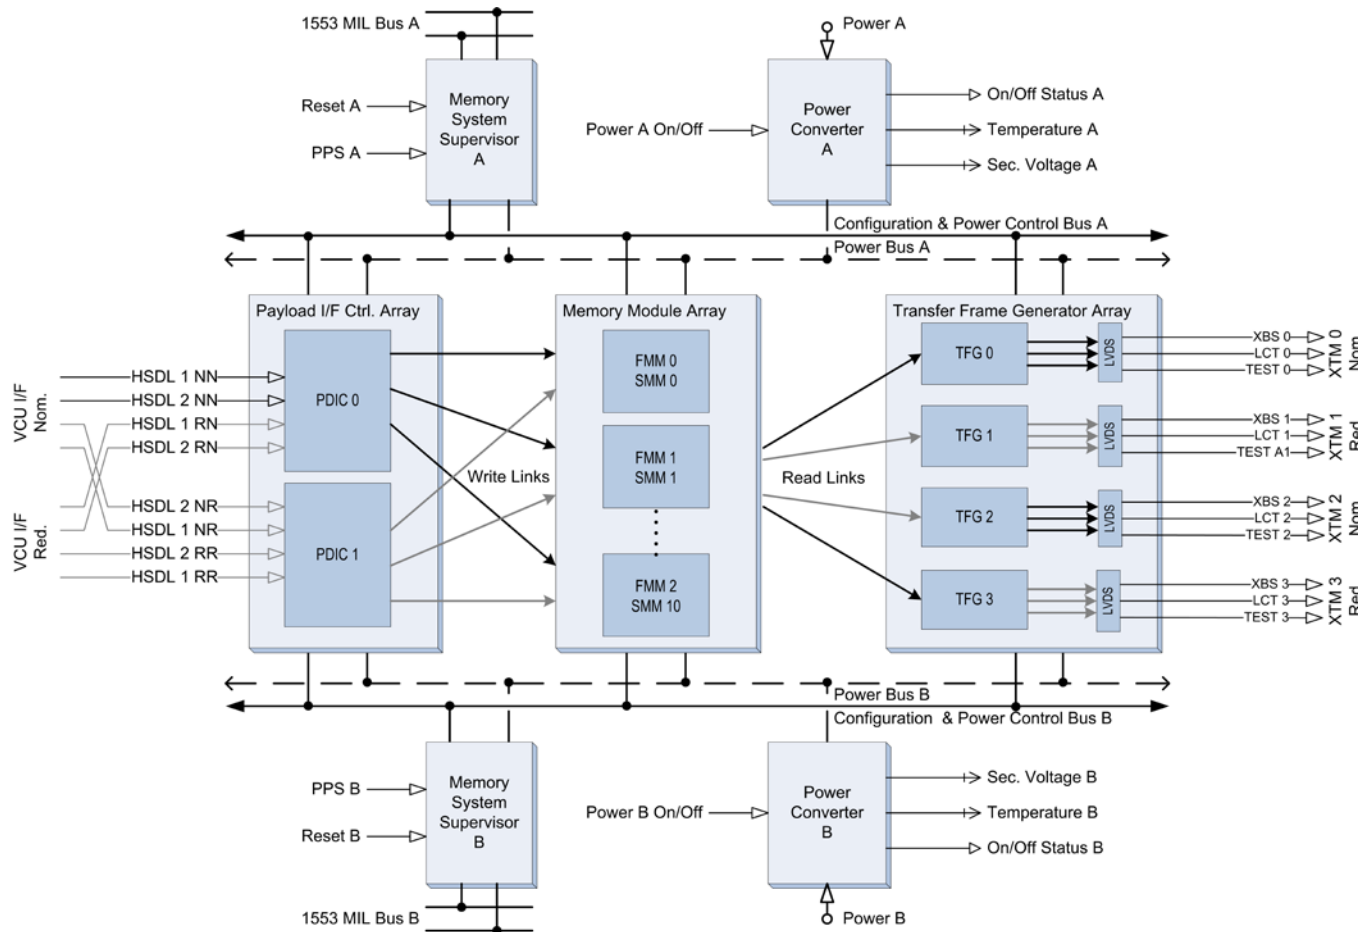 1553 MIL Bus A
Power A
Reset A
PPS A
Memory
System
Supervisor
A
Power A On/Off
Power
Converter
A
On/Off Status A
Temperature A
Sec. Voltage A
Configuration & Power Control Bus A
Power Bus A
Payload I/F Ctrl. Array
Memory Module Array
Transfer Frame Generator Array
VCU I/F
Nom.
VCU I/F
Red.
HSDL 1 NN
HSDL 2 NN
HSDL 1 RN
HSDL 2 RN
HSDL 2 NR
HSDL 1 NR
HSDL 2 RR
HSDL 1 RR
PDIC 0
PDIC 1
Write Links
FMM 0
SMM 0
FMM 1
SMM 1
FMM 2
SMM 10
Read Links
TFG 0
LVDS
XBS 0
LCT 0
TEST 0
XTM 0
Nom.
TFG 1
LVDS
XBS 1
LCT 1
TEST A1
XTM 1
Red.
TFG 2
LVDS
XBS 2
LCT 2
TEST 2
XTM 2
Nom.
TFG 3
LVDS
XBS 3
LCT 3
TEST 3
XTM 3
Red.
Power Bus B
Configuration & Power Control Bus B
PPS B
Reset B
Memory
System
Supervisor
B
Power B On/Off
Power
Converter
B
Sec. Voltage B
Temperature B
On/Off Status B
1553 MIL Bus B
Power B